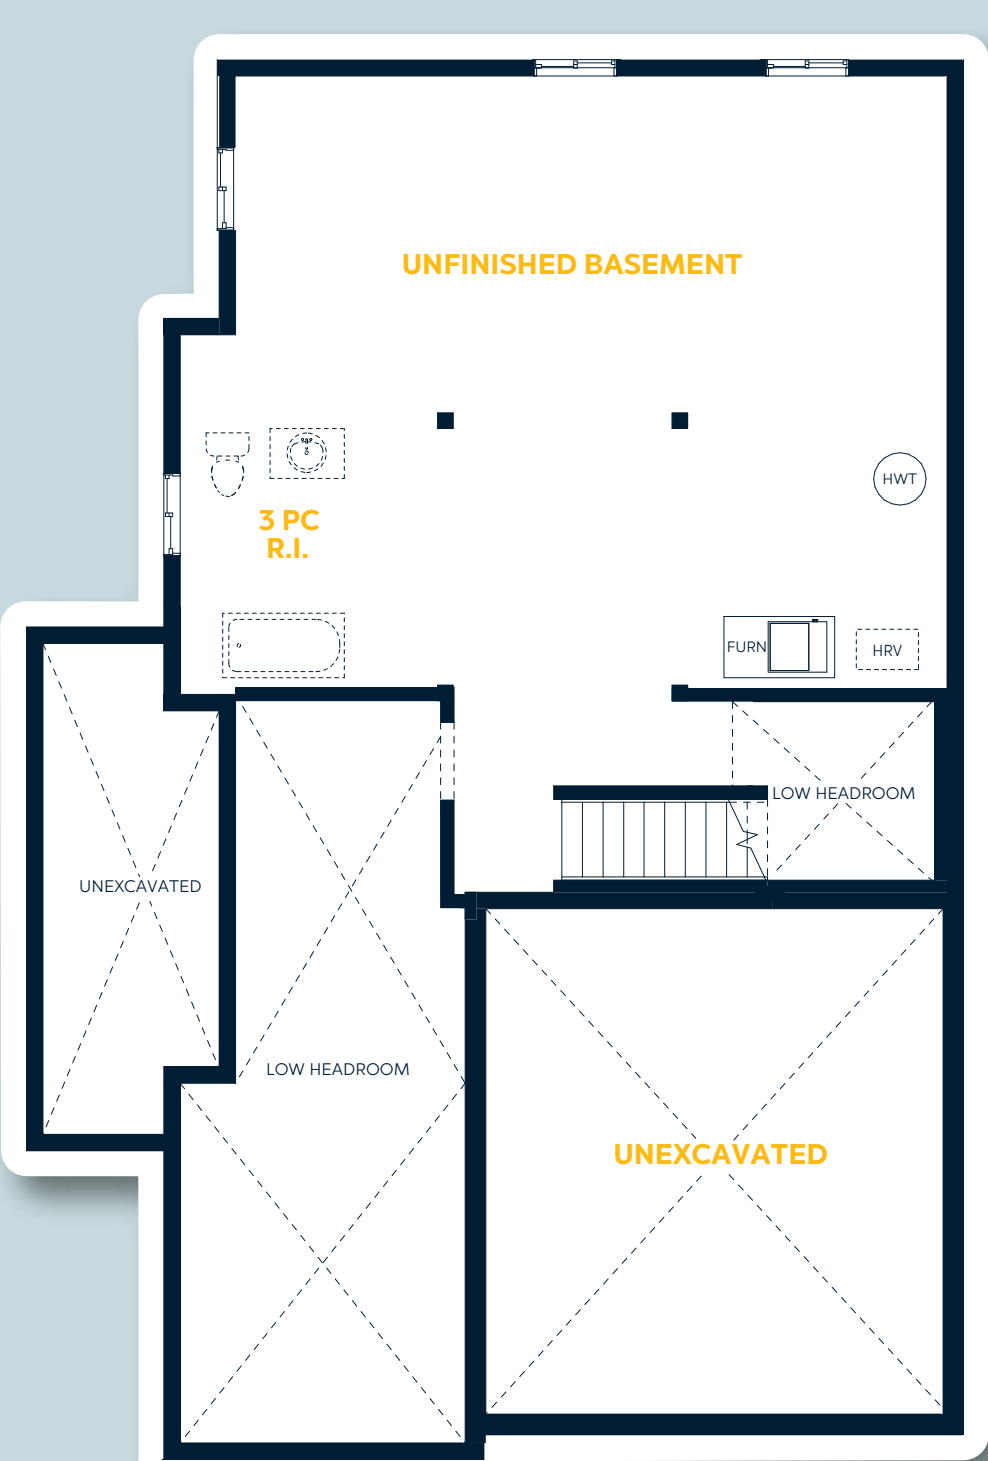 UNFINISHED BASEMENT
HWT
3 PC
R.I.
FURN
HRV
LOW HEADROOM
UNEXCAVATED
LOW HEADROOM
UNEXCAVATED